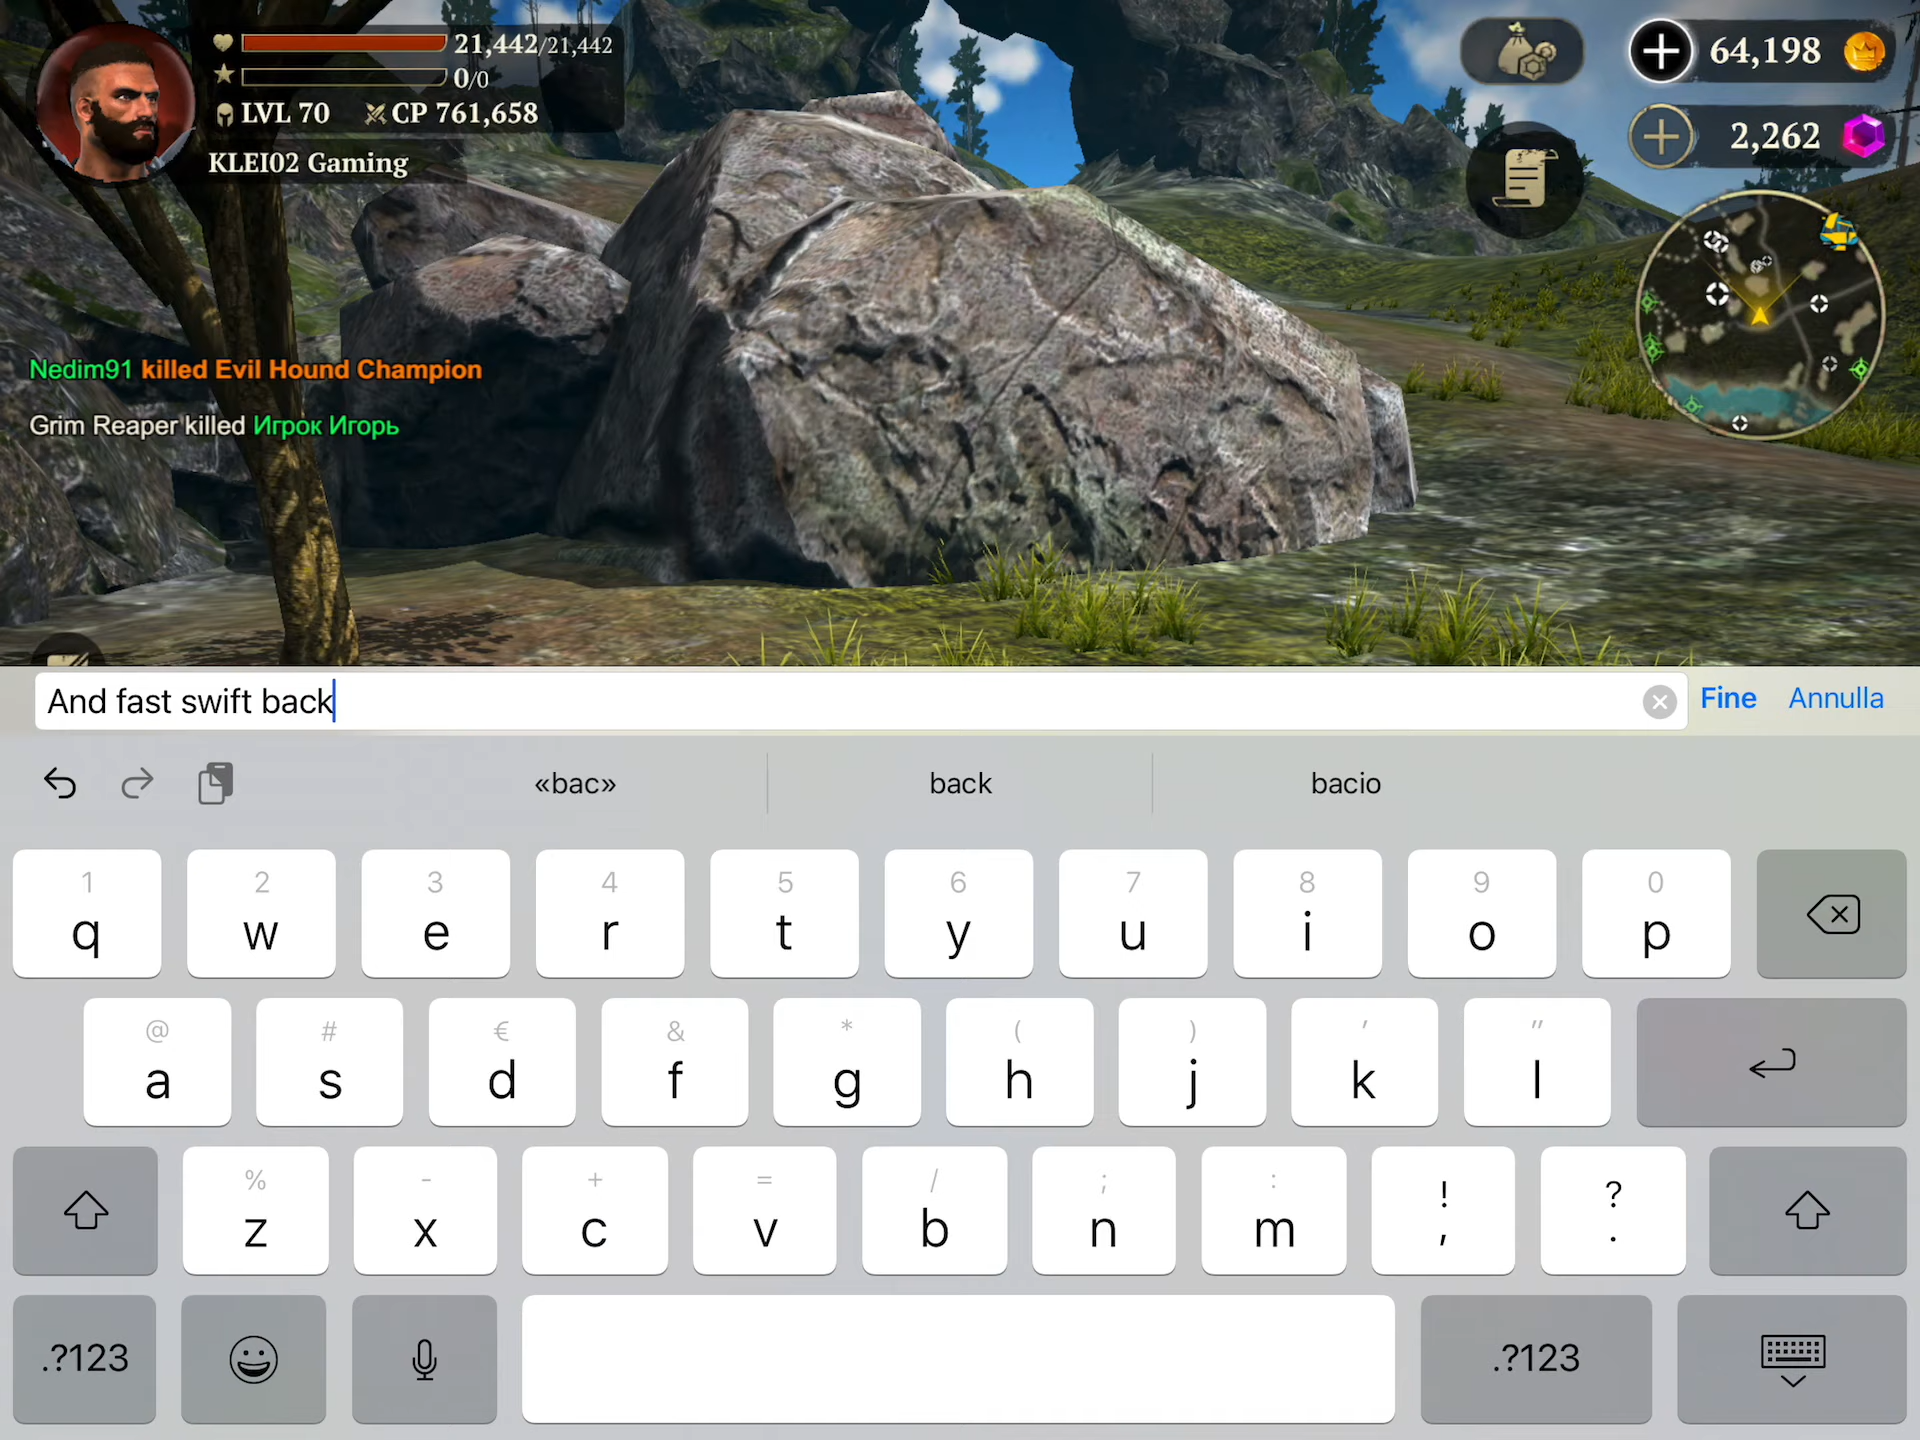 21,442/21,442
0/0
LVL 70 CP 761,658
KLEI02 Gaming
64,198
2,262
Nedim91 killed Evil Hound Champion
Grim Reaper killed Игрок Игорь
And fast swift back
Fine Annulla
«bac» back bacio
1 2 3 4 5 6 7 8 9 0
q w e r t y u i o p
@ # € & * ( ) ' "
a s d f g h j k l
% - + = / ; : ! ?
z x c v b n m , .
.?123 .?123